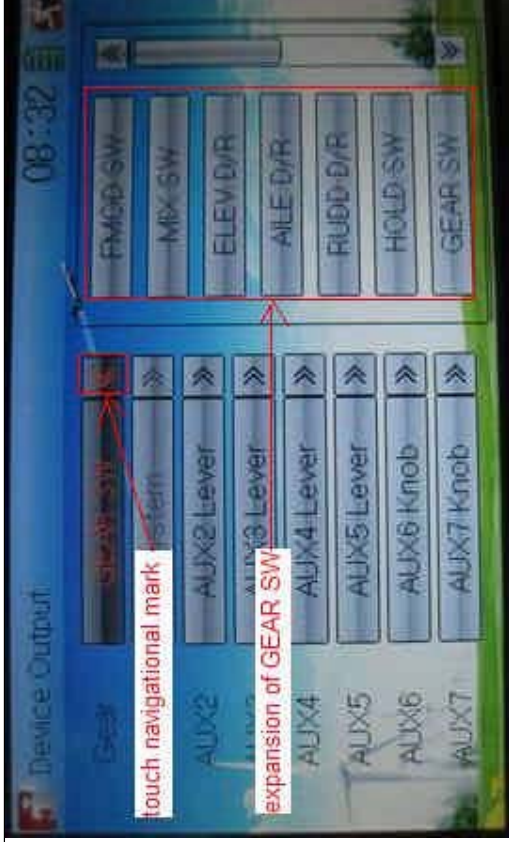 Device Output
08:32
Gear
GEAR SW
touch navigational mark
AUX2
AUX2 Lever
AUX3 Lever
expansion of GEAR SW
AUX4
AUX4 Lever
AUX5
AUX5 Lever
AUX6
AUX6 Knob
AUX7
AUX7 Knob
FMOD SW
MIX SW
ELEV D/R
AILE D/R
RUDD D/R
HOLD SW
GEAR SW